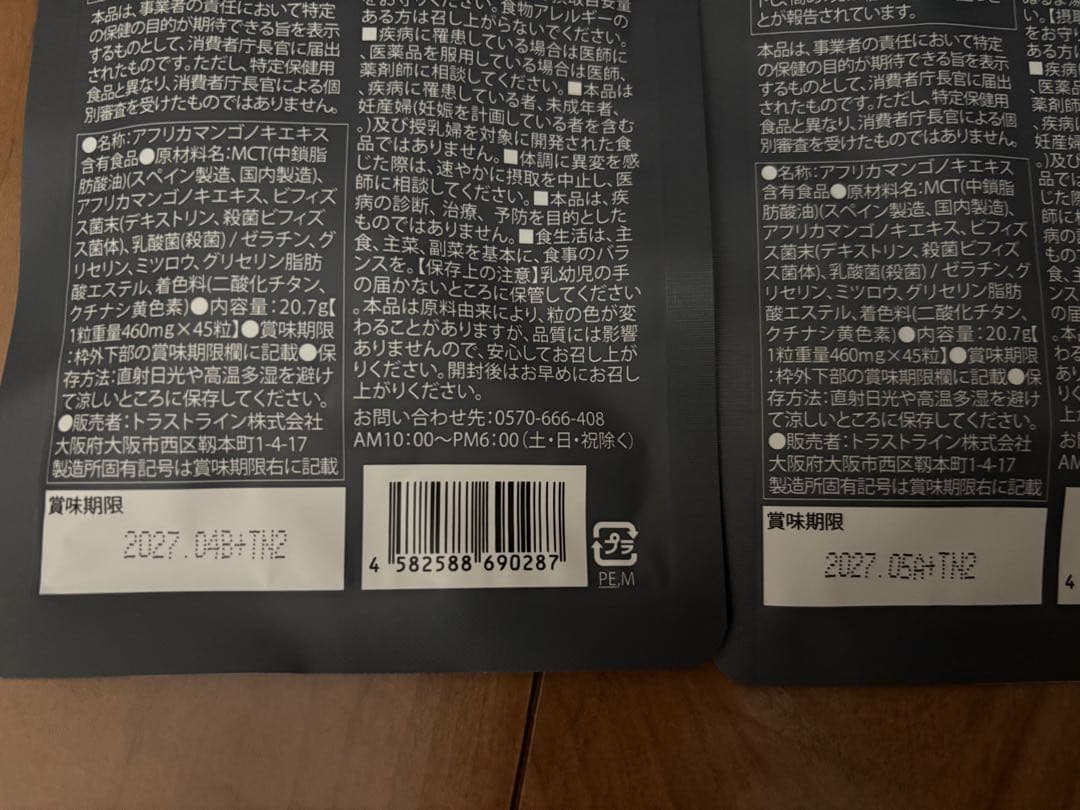 本品は、事業者の責任において特定
の保健の目的が期待できる旨を表示
するものとして、消費者庁長官に届出
されたものです。ただし、特定保健用
食品と異なり、消費者庁長官による個
別審査を受けたものではありません。
●名称:アフリカマンゴノキエキス
含有食品●原材料名:MCT(中鎖脂
肪酸油)(スペイン製造、国内製造)、
アフリカマンゴノキエキス、ビフィズ
ス菌末(デキストリン、殺菌ビフィズ
ス菌体)、乳酸菌(殺菌) / ゼラチン、グ
リセリン、ミツロウ、グリセリン脂肪
酸エステル、着色料(二酸化チタン、
クチナシ黄色素)●内容量:20.7g【
1粒重量460mg×45粒】●賞味期限
:枠外下部の賞味期限欄に記載●保
存方法:直射日光や高温多湿を避け
て涼しいところに保存してください。
●販売者:トラストライン株式会社
大阪府大阪市西区靱本町1-4-17
製造所固有記号は賞味期限右に記載
賞味期限
2027.04B+TN2
をお守りください。食物アレルギーの
ある方は召し上がらないでください。
■疾病に罹患している場合は医師に
、医薬品を服用している場合は医師、
薬剤師に相談してください。■本品は
、疾病に罹患している者、未成年者、
妊産婦(妊娠を計画している者を含む
。)及び授乳婦を対象に開発された食
品ではありません。■体調に異変を感
じた際は、速やかに摂取を中止し、医
師に相談してください。■本品は、疾
病の診断、治療、予防を目的とした
ものではありません。■食生活は、主
食、主菜、副菜を基本に、食事のバラ
ンスを。【保存上の注意】乳幼児の手
の届かないところに保管してください
。本品は原料由来により、粒の色が変
わることがありますが、品質には影響
ありませんので、安心してお召し上が
りください。開封後はお早めにお召し
上がりください。
お問い合わせ先:0570-666-408
AM10:00〜PM6:00(土・日・祝除く)
4 582588 690287
プラ
PE,M
とが報告されています。
本品は、事業者の責任において特定
の保健の目的が期待できる旨を表示
するものとして、消費者庁長官に届出
されたものです。ただし、特定保健用
食品と異なり、消費者庁長官による個
別審査を受けたものではありません。
●名称:アフリカマンゴノキエキス
含有食品●原材料名:MCT(中鎖脂
肪酸油)(スペイン製造、国内製造)、
アフリカマンゴノキエキス、ビフィズ
ス菌末(デキストリン、殺菌ビフィズ
ス菌体)、乳酸菌(殺菌) / ゼラチン、グ
リセリン、ミツロウ、グリセリン脂肪
酸エステル、着色料(二酸化チタン、
クチナシ黄色素)●内容量:20.7g【
1粒重量460mg×45粒】●賞味期限
:枠外下部の賞味期限欄に記載●保
存方法:直射日光や高温多湿を避け
て涼しいところに保存してください。
●販売者:トラストライン株式会社
大阪府大阪市西区靱本町1-4-17
製造所固有記号は賞味期限右に記載
賞味期限
2027.05A+TN2